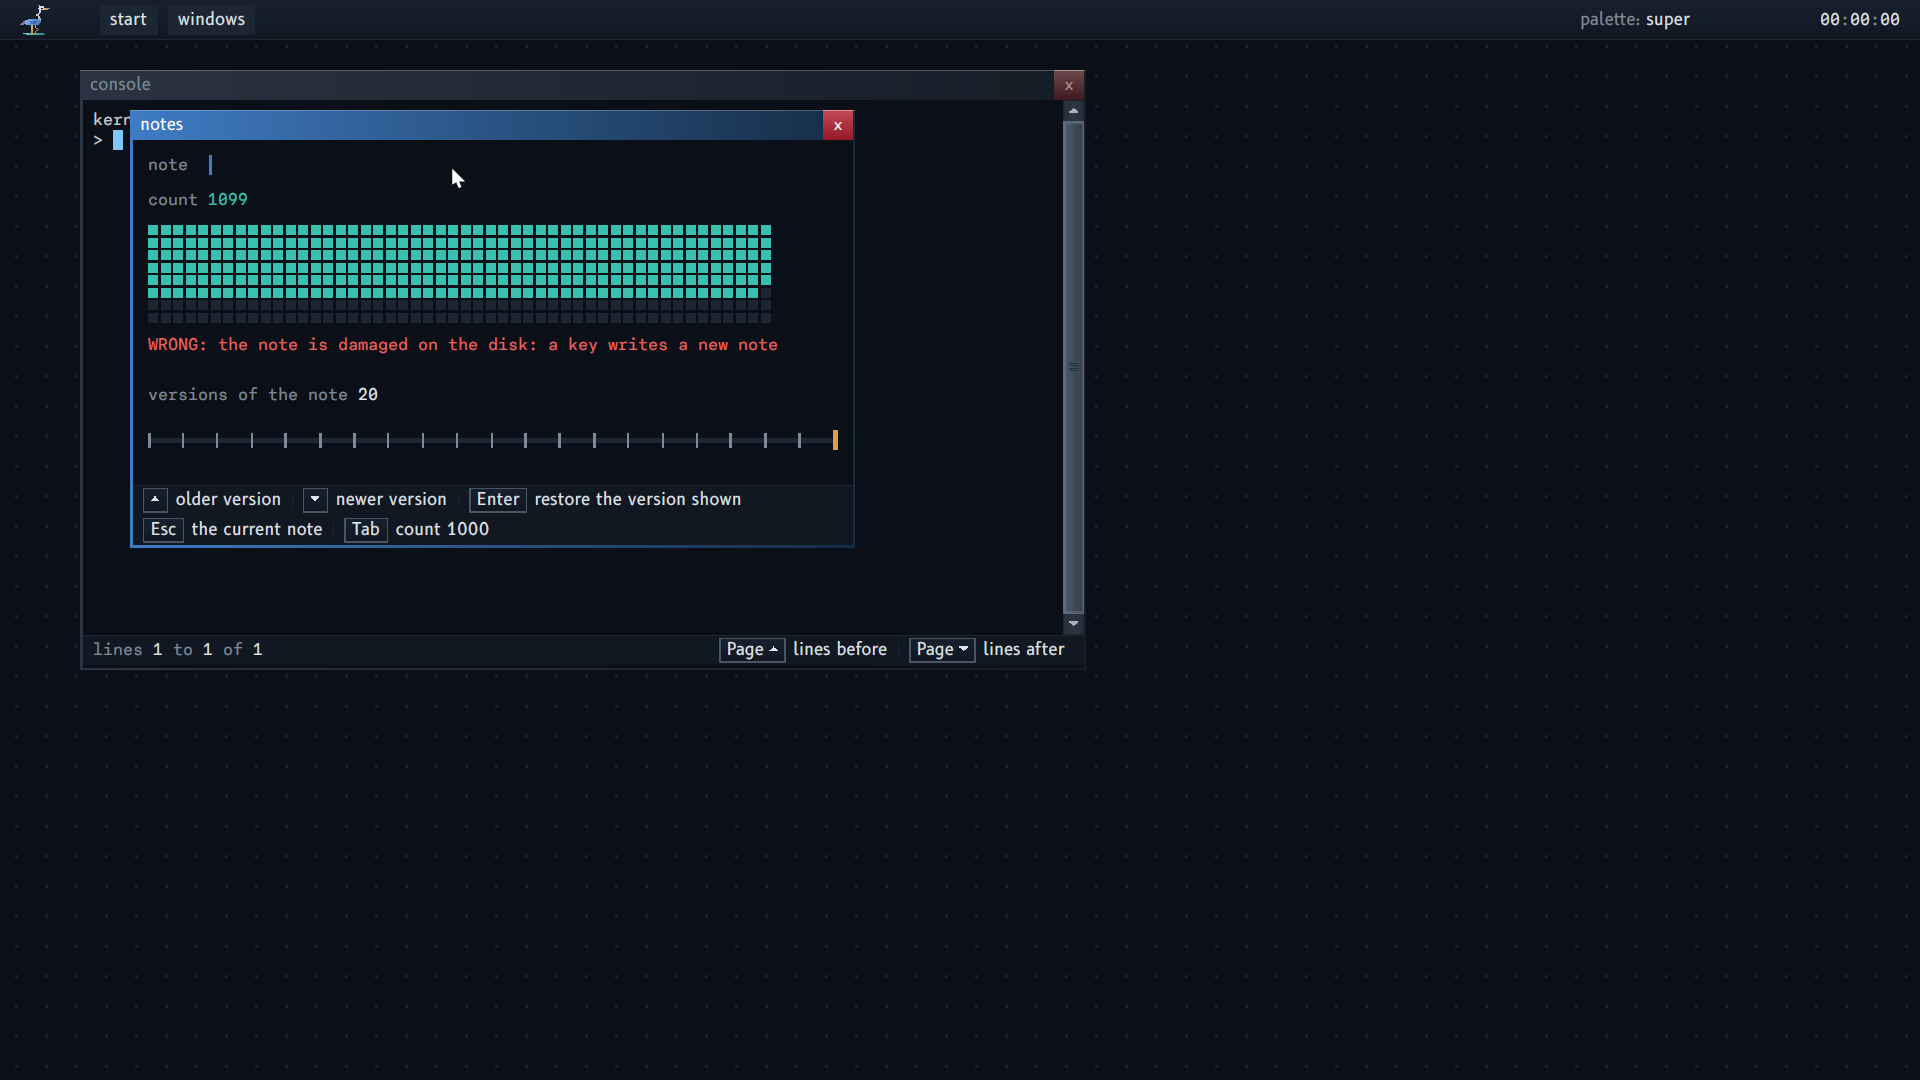 start windows palette: super 00:00:00
console x
kern
>
notes x
note
count 1099
WRONG: the note is damaged on the disk: a key writes a new note
versions of the note 20
older version newer version Enter restore the version shown
Esc the current note Tab count 1000
lines 1 to 1 of 1 Page lines before Page lines after